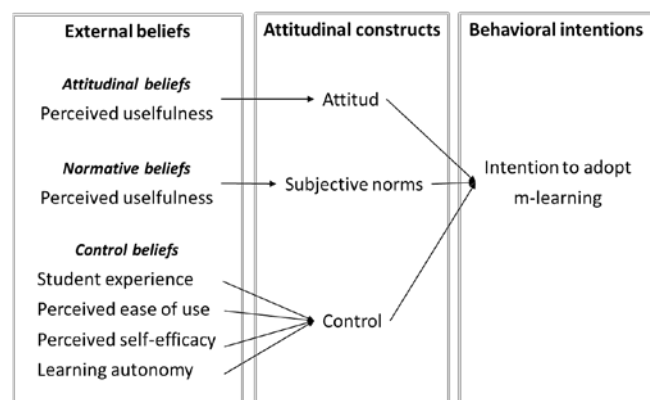 External beliefs
Attitudinal constructs
Behavioral intentions
Attitudinal beliefs
Perceived uselfulness
Attitud
Normative beliefs
Perceived uselfulness
Subjective norms
Intention to adopt
m-learning
Control beliefs
Student experience
Perceived ease of use
Perceived self-efficacy
Learning autonomy
Control